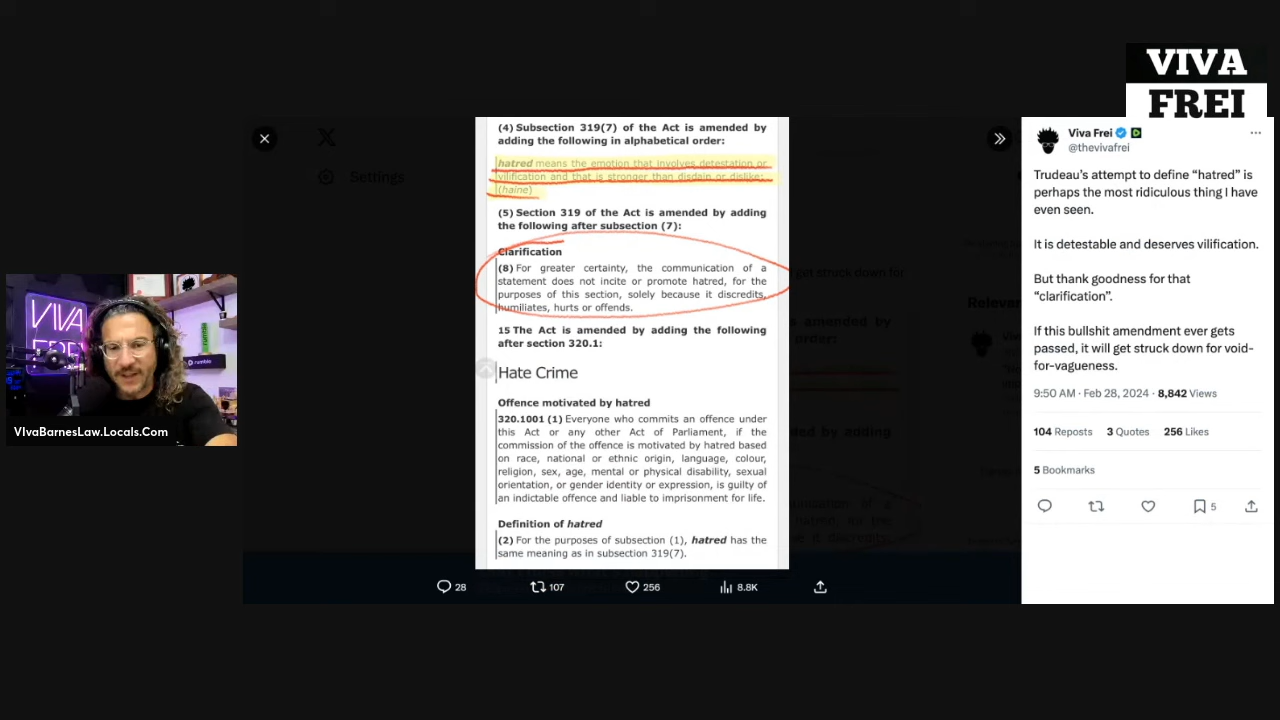 VIVA
FREI
Settings
(4) Subsection 319(7) of the Act is amended by
adding the following in alphabetical order:
hatred means the emotion that involves detestation or
vilification and that is stronger than disdain or dislike;
(haine)
(5) Section 319 of the Act is amended by adding
the following after subsection (7):
Clarification
(8) For greater certainty, the communication of a
statement does not incite or promote hatred, for the
purposes of this section, solely because it discredits,
humiliates, hurts or offends.
15 The Act is amended by adding the following
after section 320.1:
Hate Crime
Offence motivated by hatred
320.1001 (1) Everyone who commits an offence under
this Act or any other Act of Parliament, if the
commission of the offence is motivated by hatred based
on race, national or ethnic origin, language, colour,
religion, sex, age, mental or physical disability, sexual
orientation, or gender identity or expression, is guilty of
an indictable offence and liable to imprisonment for life.
Definition of hatred
(2) For the purposes of subsection (1), hatred has the
same meaning as in subsection 319(7).
28 107 256 8.8K
Viva Frei
@thevivafrei
Trudeau's attempt to define "hatred" is
perhaps the most ridiculous thing I have
even seen.
It is detestable and deserves vilification.
But thank goodness for that
"clarification".
If this bullshit amendment ever gets
passed, it will get struck down for void-
for-vagueness.
9:50 AM · Feb 28, 2024 · 8,842 Views
104 Reposts 3 Quotes 256 Likes
5 Bookmarks
5
VIVA
FREI
rumble
VIvaBarnesLaw.Locals.Com